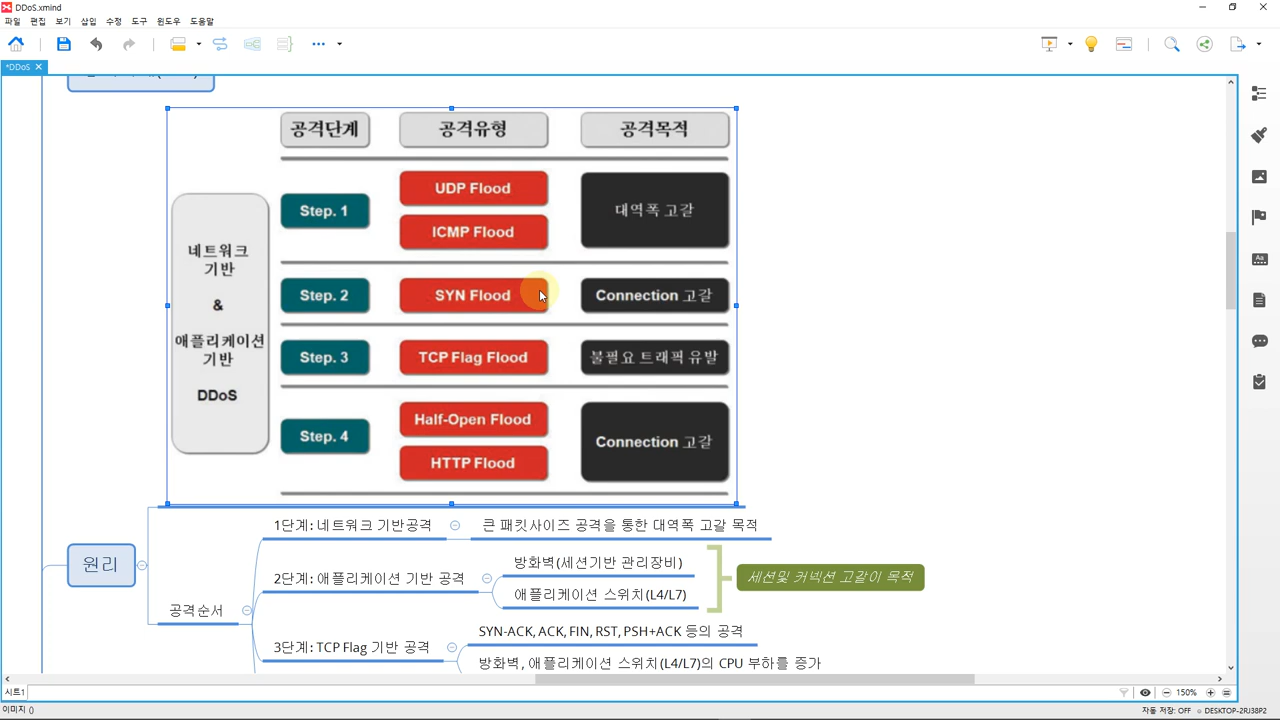 DDoS.xmind
파일 편집 보기 삽입 수정 도구 윈도우 도움말
*DDoS
공격단계 공격유형 공격목적
네트워크
기반
&
애플리케이션
기반
DDoS
Step. 1
UDP Flood
ICMP Flood
대역폭 고갈
Step. 2
SYN Flood
Connection 고갈
Step. 3
TCP Flag Flood
불필요 트래픽 유발
Step. 4
Half-Open Flood
HTTP Flood
Connection 고갈
원리
공격순서
1단계: 네트워크 기반공격
큰 패킷사이즈 공격을 통한 대역폭 고갈 목적
2단계: 애플리케이션 기반 공격
방화벽(세션기반 관리장비)
애플리케이션 스위치(L4/L7)
세션및 커넥션 고갈이 목적
3단계: TCP Flag 기반 공격
SYN-ACK, ACK, FIN, RST, PSH+ACK 등의 공격
방화벽, 애플리케이션 스위치(L4/L7)의 CPU 부하를 증가
시트1
150%
이미지 ()
자동 저장: OFF
DESKTOP-2RJ38P2